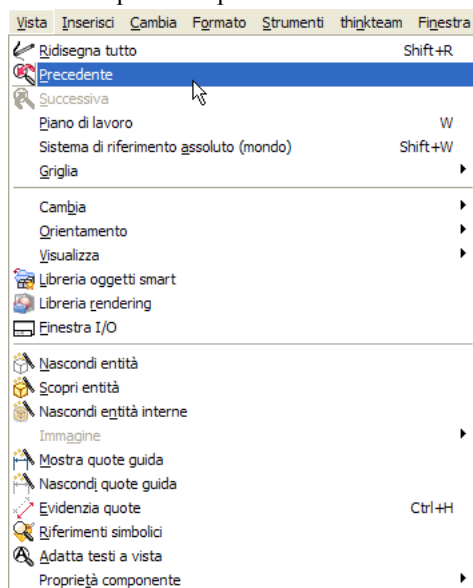 Vista Inserisci Cambia Formato Strumenti thinkteam Finestra
Ridisegna tutto Shift+R
Precedente
Successiva
Piano di lavoro W
Sistema di riferimento assoluto (mondo) Shift+W
Griglia
Cambia
Orientamento
Visualizza
Libreria oggetti smart
Libreria rendering
Finestra I/O
Nascondi entità
Scopri entità
Nascondi entità interne
Immagine
Mostra quote guida
Nascondi quote guida
Evidenzia quote Ctrl+H
Riferimenti simbolici
Adatta testi a vista
Proprietà componente